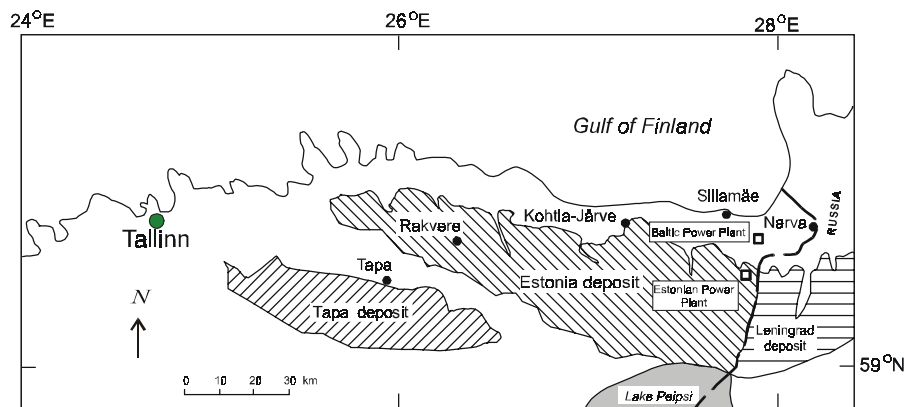 24°E
26°E
28°E
Gulf of Finland
Sillamäe
Kohtla-Järve
Narva
RUSSIA
Tallinn
Rakvere
Baltic Power Plant
Tapa
Estonia deposit
Estonian Power
Plant
Tapa deposit
N
Leningrad
deposit
59°N
0 10 20 30 km
Lake Peipsi